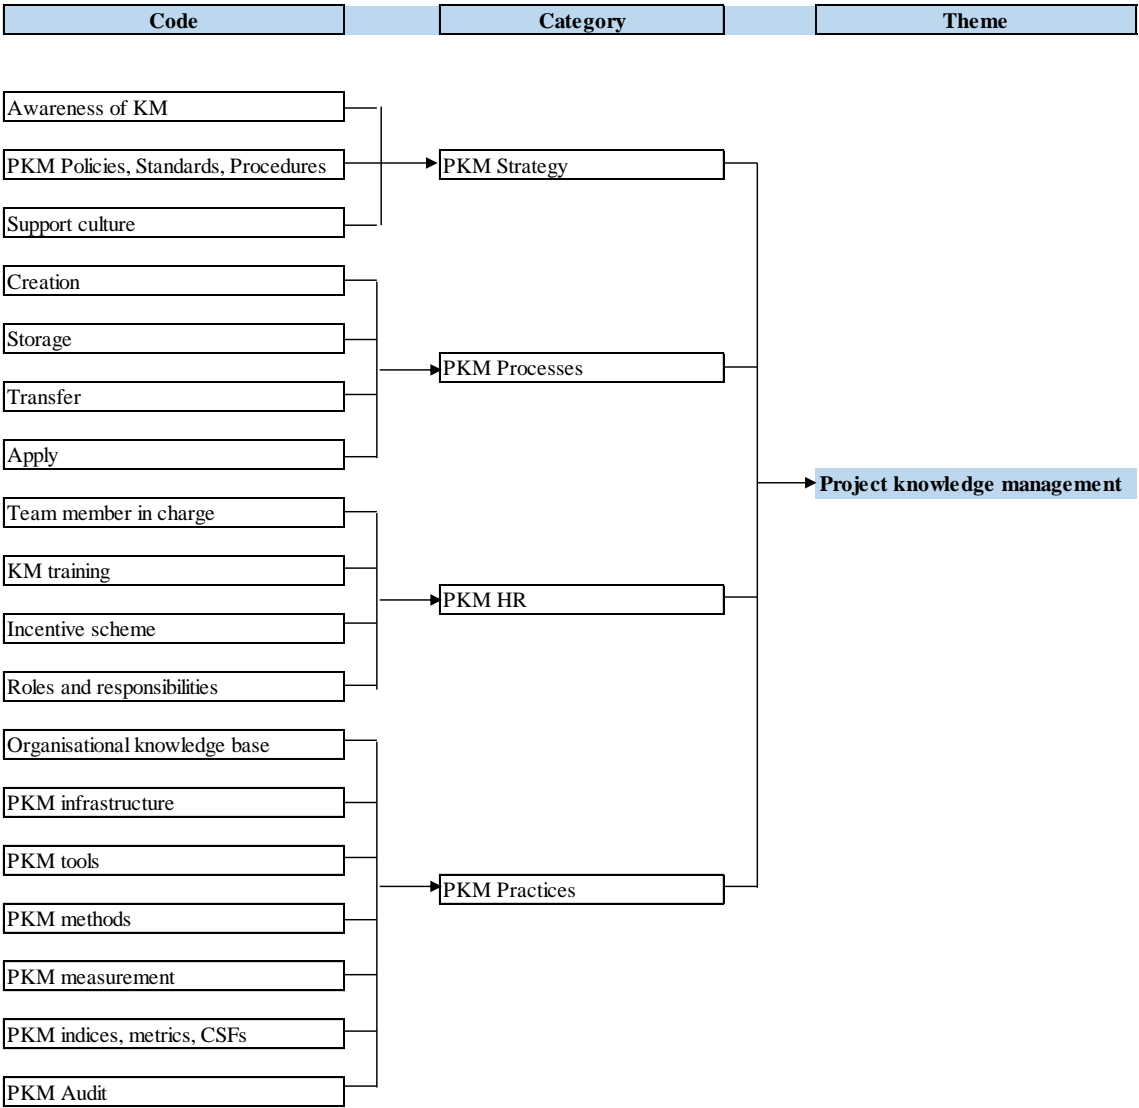 Code Category Theme
Awareness of KM
PKM Policies, Standards, Procedures PKM Strategy
Support culture
Creation
Storage
PKM Processes
Transfer
Apply
Project knowledge management
Team member in charge
KM training
PKM HR
Incentive scheme
Roles and responsibilities
Organisational knowledge base
PKM infrastructure
PKM tools
PKM Practices
PKM methods
PKM measurement
PKM indices, metrics, CSFs
PKM Audit